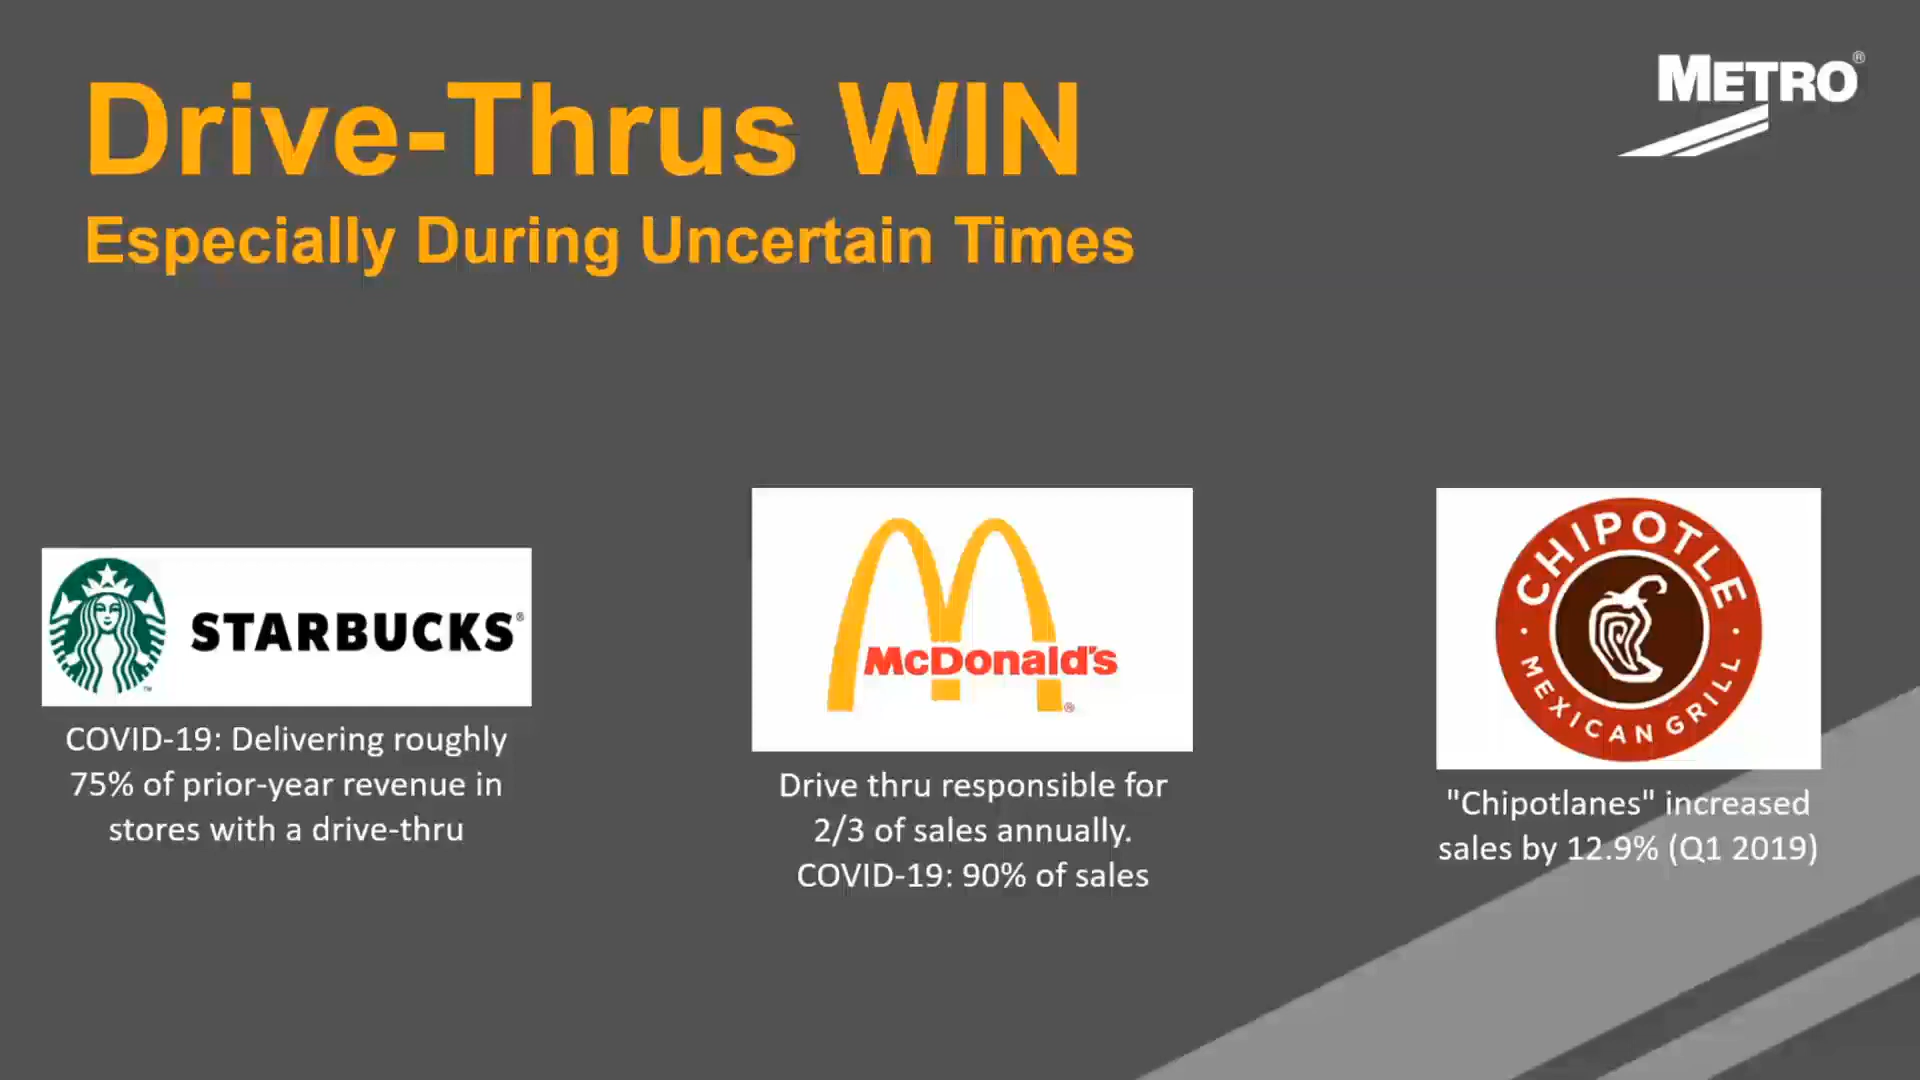 METRO®
Drive-Thrus WIN
Especially During Uncertain Times
STARBUCKS®
TM
COVID-19: Delivering roughly
75% of prior-year revenue in
stores with a drive-thru
McDonald's
®
Drive thru responsible for
2/3 of sales annually.
COVID-19: 90% of sales
CHIPOTLE
MEXICAN GRILL
"Chipotlanes" increased
sales by 12.9% (Q1 2019)